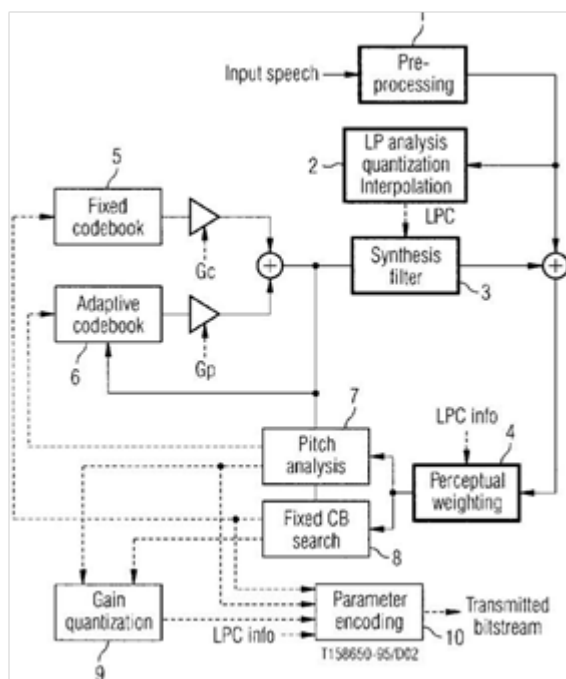 1
Input speech
Pre-
processing
2
LP analysis
quantization
Interpolation
5
Fixed
codebook
LPC
Gc
Synthesis
filter
3
Adaptive
codebook
6
Gp
7
LPC info
4
Pitch
analysis
Perceptual
weighting
Fixed CB
search
8
Gain
quantization
9
LPC info
Parameter
encoding
10
Transmitted
bitstream
T158650-95/D02